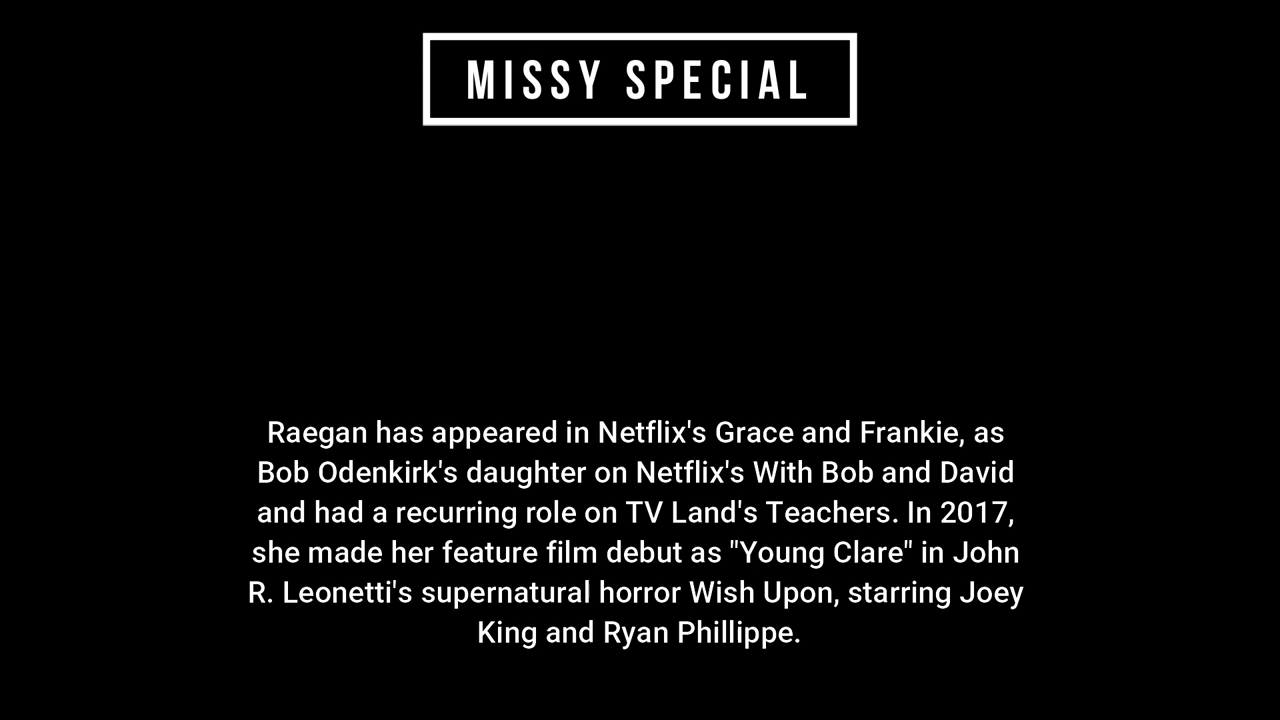 MISSY SPECIAL
Raegan has appeared in Netflix's Grace and Frankie, as
Bob Odenkirk's daughter on Netflix's With Bob and David
and had a recurring role on TV Land's Teachers. In 2017,
she made her feature film debut as "Young Clare" in John
R. Leonetti's supernatural horror Wish Upon, starring Joey
King and Ryan Phillippe.